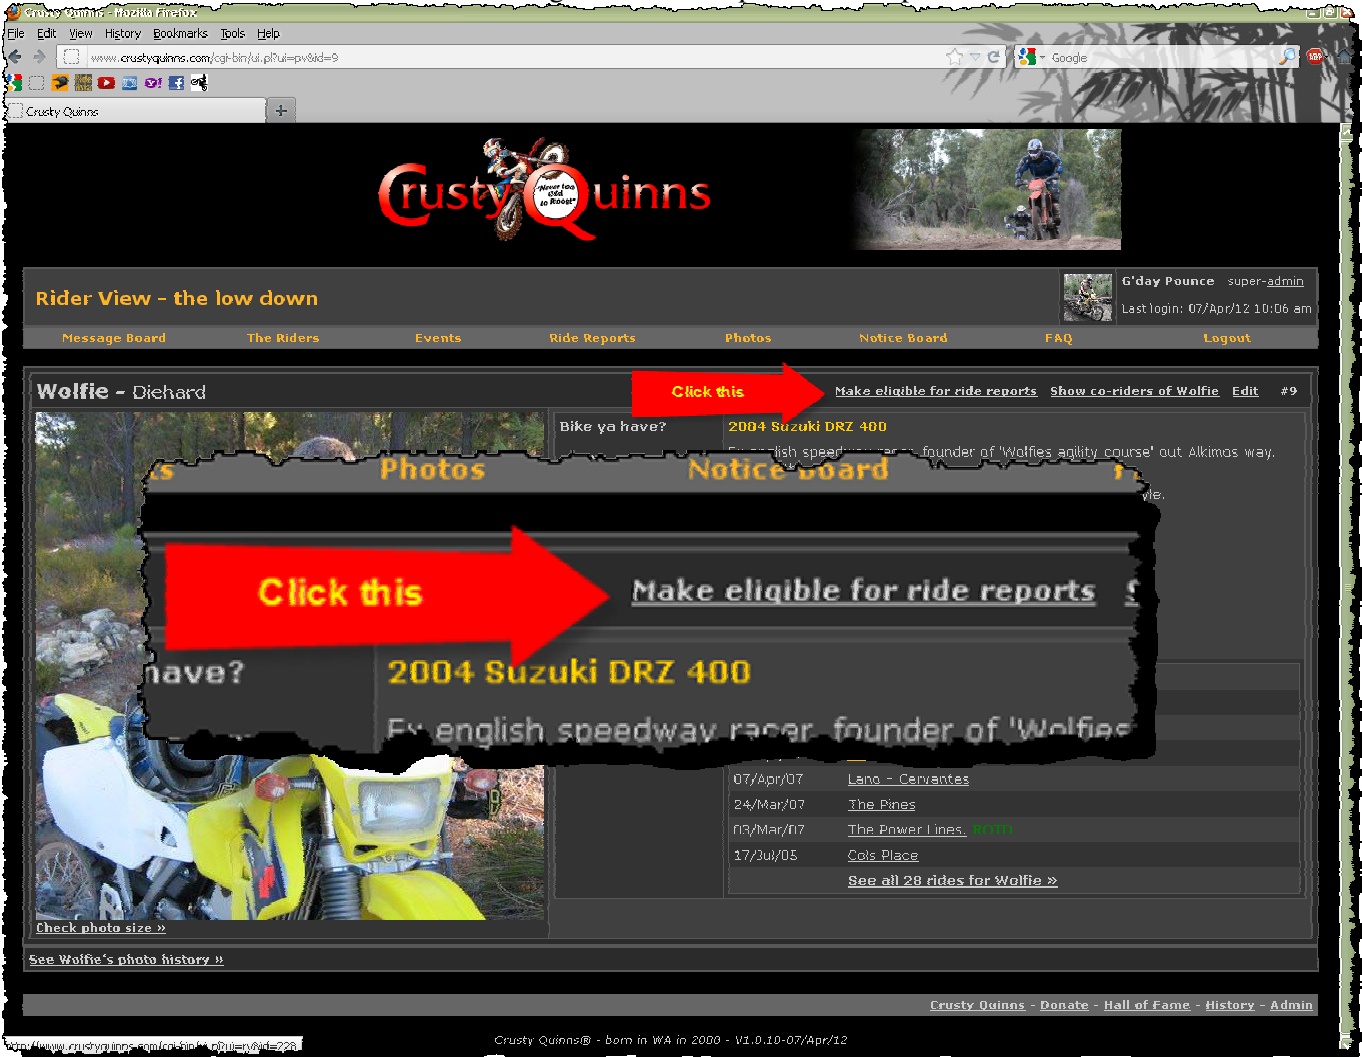 Crusty Quinns - Mozilla Firefox
File Edit View History Bookmarks Tools Help
www.crustyquinns.com/cgi-bin/ui.pl?ui=pv&id=9
Google
Crusty Quinns
Crusty Quinns
"Never too
Old
to Roost"
Rider View - the low down
G'day Pounce super-admin
Last login: 07/Apr/12 10:06 am
Message Board The Riders Events Ride Reports Photos Notice Board FAQ Logout
Wolfie - Diehard
Click this
Make eligible for ride reports Show co-riders of Wolfie Edit #9
Bike ya have?
2004 Suzuki DRZ 400
Ex english speedway racer, founder of 'Wolfies agility course' out Alkimos way.
Photos Notice Board
Click this
Make eligible for ride reports
have?
2004 Suzuki DRZ 400
Ex english speedway racer, founder of 'Wolfies
07/Apr/07 Lano - Cervantes
24/Mar/07 The Pines
03/Mar/07 The Power Lines. ROTD
17/Jul/05 Cols Place
See all 28 rides for Wolfie »
Check photo size »
See Wolfie's photo history »
Crusty Quinns - Donate - Hall of Fame - History - Admin
Crusty Quinns® - born in WA in 2000 - V1.0.10-07/Apr/12